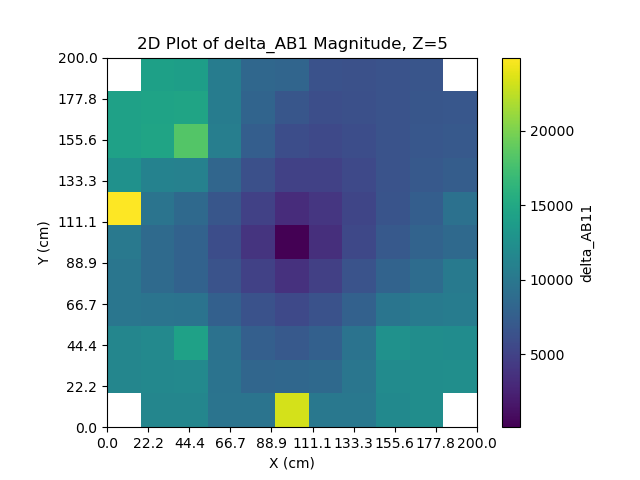 2D Plot of delta_AB1 Magnitude, Z=5
200.0
177.8
155.6
133.3
111.1
88.9
66.7
44.4
22.2
0.0
Y (cm)
0.0 22.2 44.4 66.7 88.9 111.1 133.3 155.6 177.8 200.0
X (cm)
20000
15000
10000
5000
delta_AB11